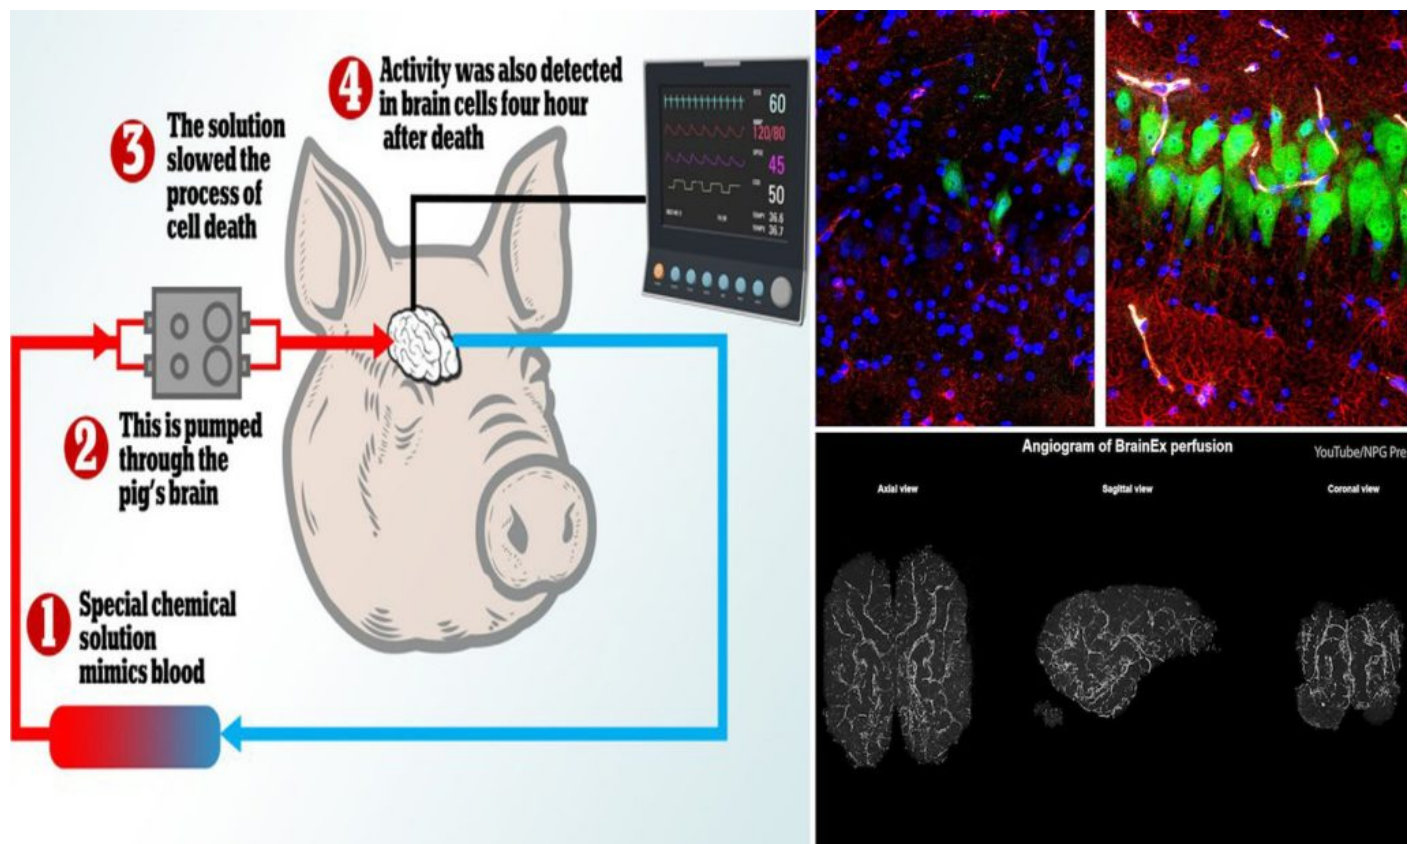 4
Activity was also detected
in brain cells four hour
after death
3
The solution
slowed the
process of
cell death
60
120/80
45
50
36.6
36.7
2
This is pumped
through the
pig's brain
1
Special chemical
solution
mimics blood
Angiogram of BrainEx perfusion
YouTube/NPG Pre
Axial view
Sagittal view
Coronal view